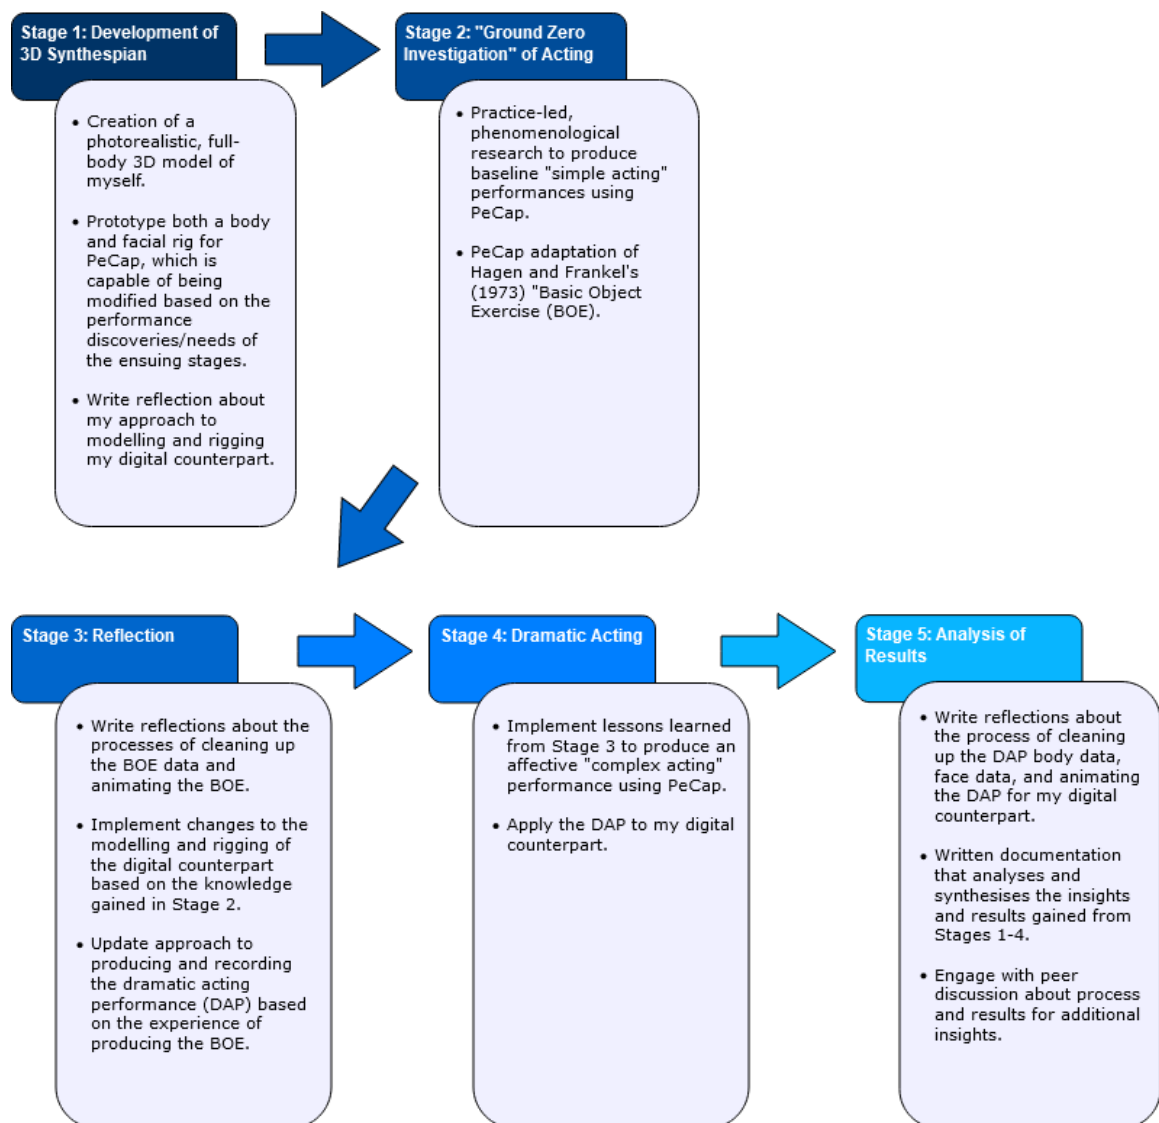 Stage 1: Development of
3D Synthespian
• Creation of a
photorealistic, full-
body 3D model of
myself.
• Prototype both a body
and facial rig for
PeCap, which is
capable of being
modified based on the
performance
discoveries/needs of
the ensuing stages.
• Write reflection about
my approach to
modelling and rigging
my digital counterpart.
Stage 2: "Ground Zero
Investigation" of Acting
• Practice-led,
phenomenological
research to produce
baseline "simple acting"
performances using
PeCap.
• PeCap adaptation of
Hagen and Frankel's
(1973) "Basic Object
Exercise (BOE).
Stage 3: Reflection
• Write reflections about the
processes of cleaning up
the BOE data and
animating the BOE.
• Implement changes to the
modelling and rigging of
the digital counterpart
based on the knowledge
gained in Stage 2.
• Update approach to
producing and recording
the dramatic acting
performance (DAP) based
on the experience of
producing the BOE.
Stage 4: Dramatic Acting
• Implement lessons learned
from Stage 3 to produce an
affective "complex acting"
performance using PeCap.
• Apply the DAP to my digital
counterpart.
Stage 5: Analysis of
Results
• Write reflections about
the process of cleaning
up the DAP body data,
face data, and animating
the DAP for my digital
counterpart.
• Written documentation
that analyses and
synthesises the insights
and results gained from
Stages 1-4.
• Engage with peer
discussion about process
and results for additional
insights.